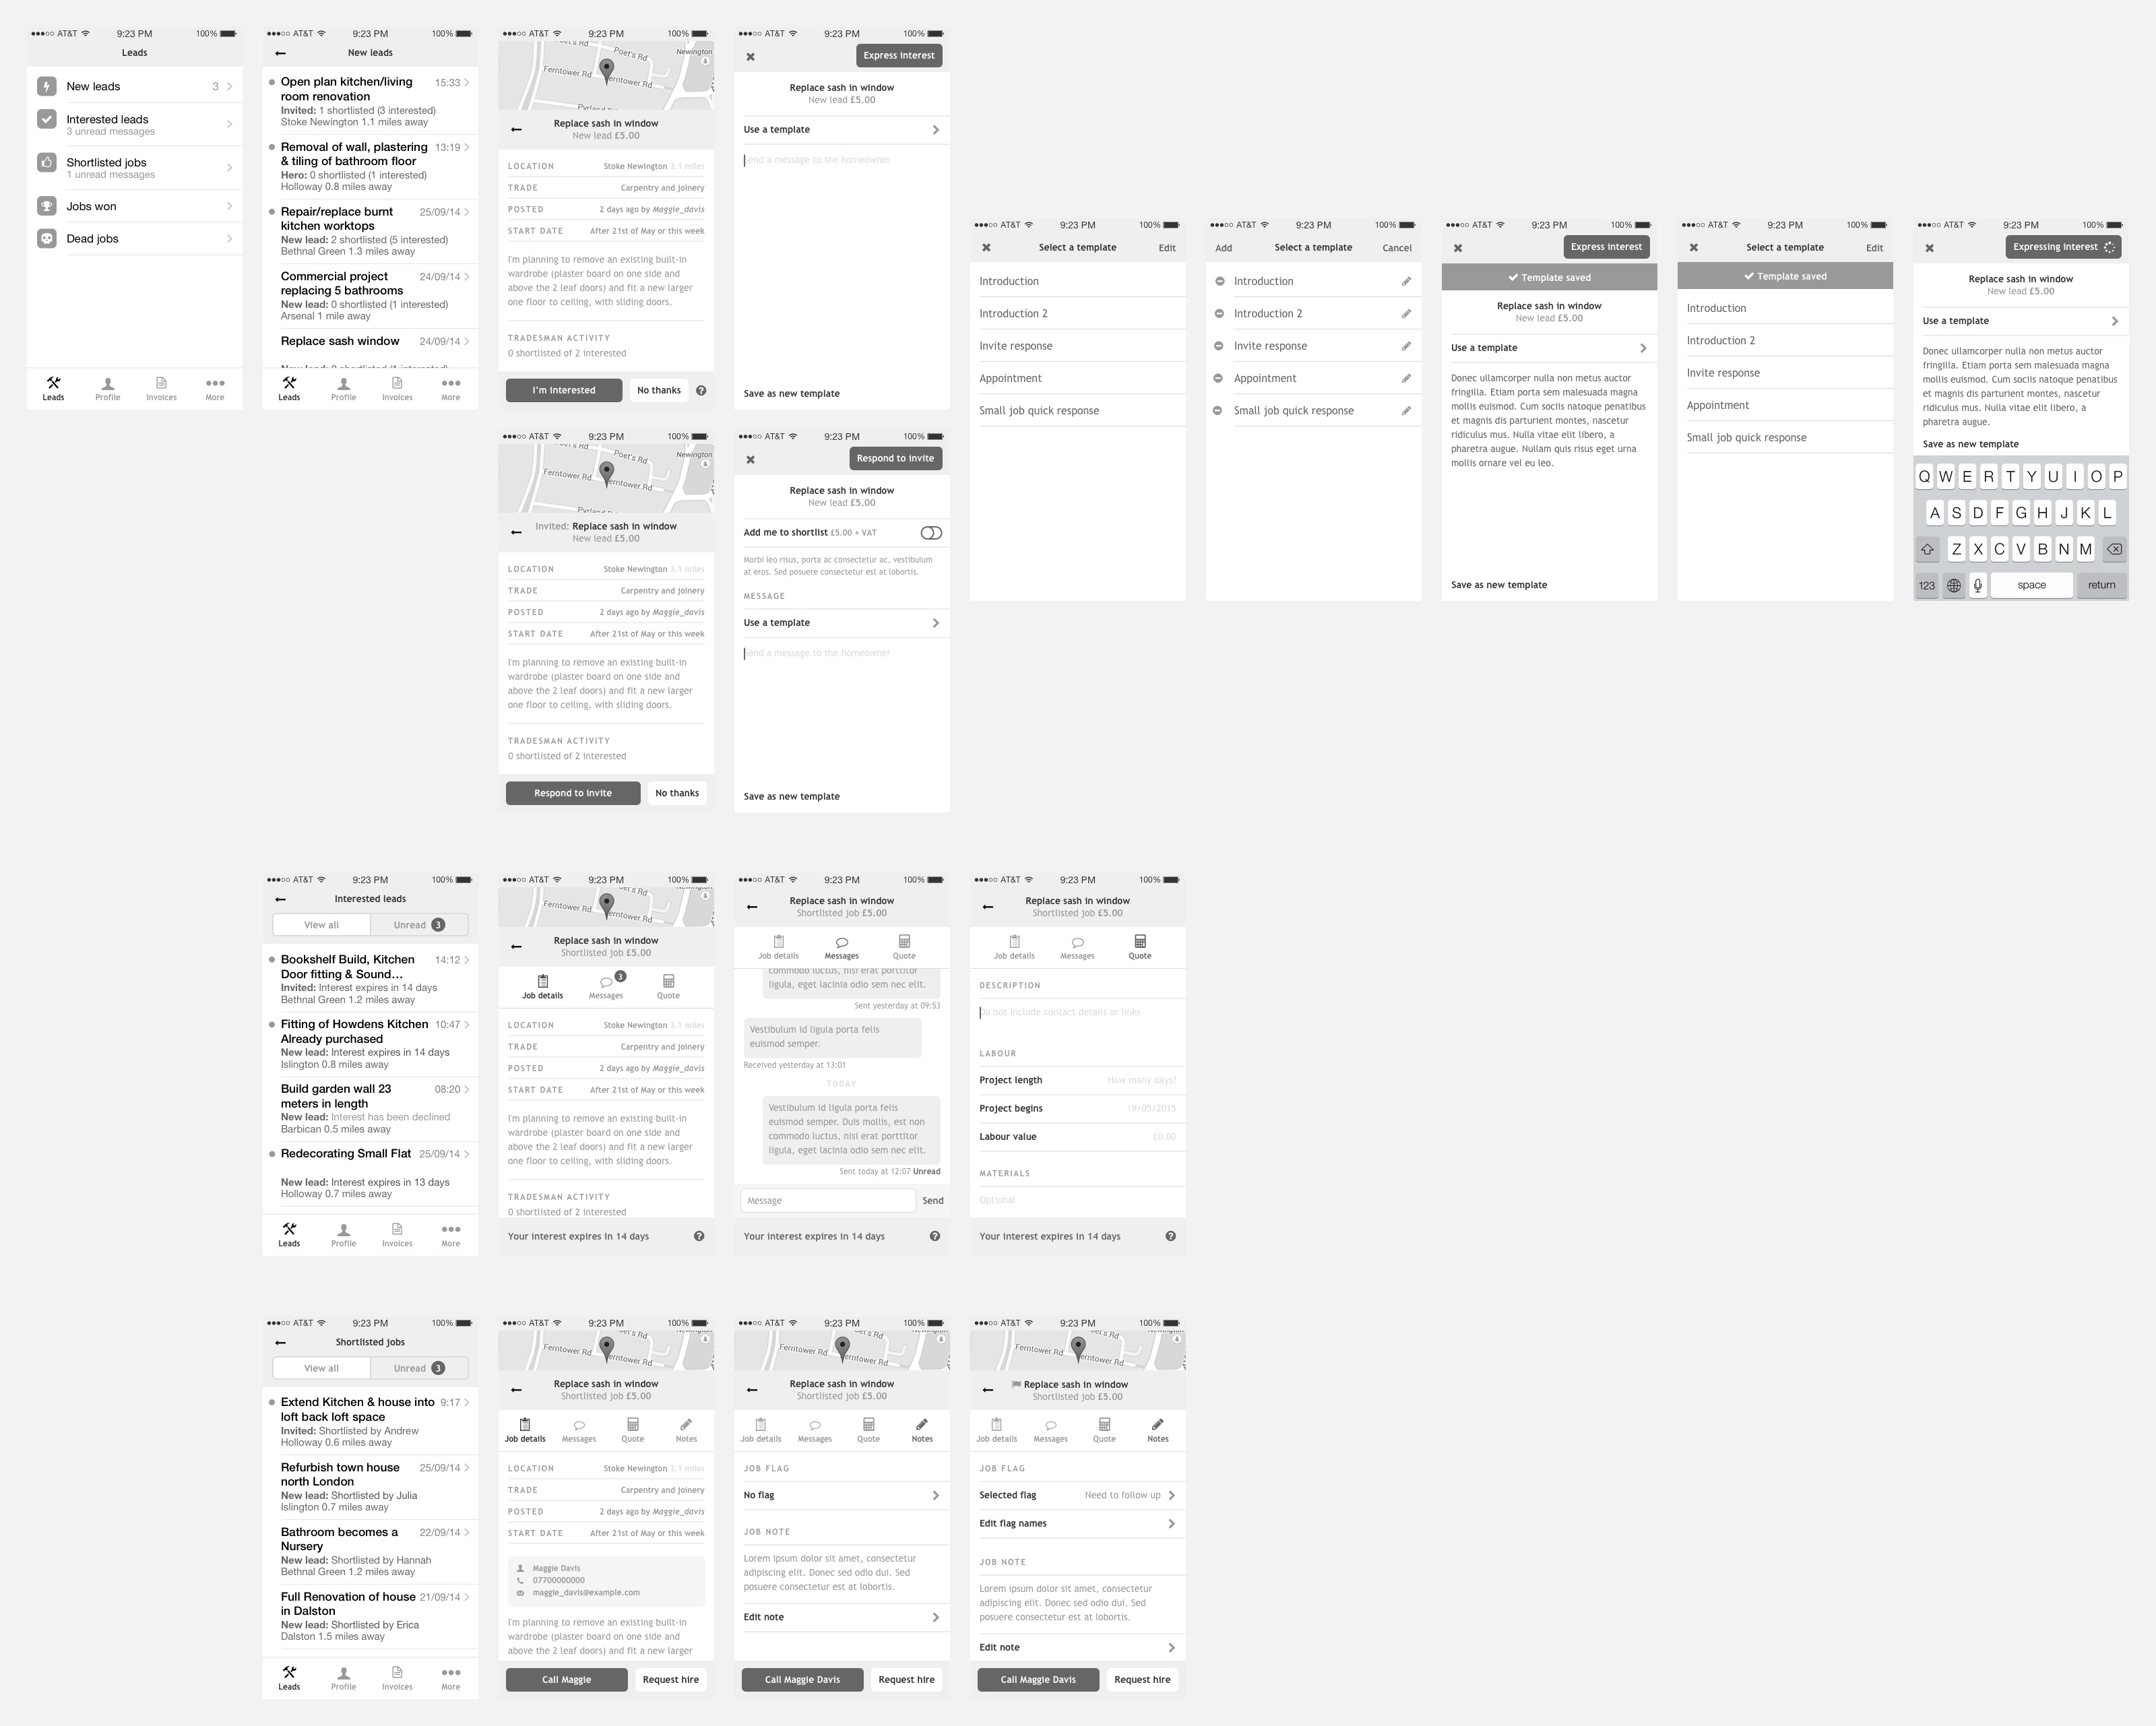 ●●●○○ AT&T 9:23 PM 100%
Leads
New leads 3
Interested leads
3 unread messages
Shortlisted jobs
1 unread messages
Jobs won
Dead jobs
Leads Profile Invoices More
●●●○○ AT&T 9:23 PM 100%
New leads
Open plan kitchen/living 15:33
room renovation
Invited: 1 shortlisted (3 interested)
Stoke Newington 1.1 miles away
Removal of wall, plastering 13:19
& tiling of bathroom floor
Hero: 0 shortlisted (1 interested)
Holloway 0.8 miles away
Repair/replace burnt 25/09/14
kitchen worktops
New lead: 2 shortlisted (5 interested)
Bethnal Green 1.3 miles away
Commercial project 24/09/14
replacing 5 bathrooms
New lead: 0 shortlisted (1 interested)
Arsenal 1 mile away
Replace sash window 24/09/14
New lead: 0 shortlisted (1 interested)
Leads Profile Invoices More
●●●○○ AT&T 9:23 PM 100%
Poet's Rd
Newington
Ferntower Rd
Ferntower Rd
Pyrland Rd
Replace sash in window
New lead £5.00
LOCATION Stoke Newington 3.1 miles
TRADE Carpentry and joinery
POSTED 2 days ago by Maggie_davis
START DATE After 21st of May or this week
I'm planning to remove an existing built-in
wardrobe (plaster board on one side and
above the 2 leaf doors) and fit a new larger
one floor to ceiling, with sliding doors.
TRADESMAN ACTIVITY
0 shortlisted of 2 interested
I'm interested No thanks ?
●●●○○ AT&T 9:23 PM 100%
Express interest
Replace sash in window
New lead £5.00
Use a template
Send a message to the homeowner
Save as new template
●●●○○ AT&T 9:23 PM 100%
Select a template Edit
Introduction
Introduction 2
Invite response
Appointment
Small job quick response
●●●○○ AT&T 9:23 PM 100%
Add Select a template Cancel
Introduction
Introduction 2
Invite response
Appointment
Small job quick response
●●●○○ AT&T 9:23 PM 100%
Express interest
Template saved
Replace sash in window
New lead £5.00
Use a template
Donec ullamcorper nulla non metus auctor
fringilla. Etiam porta sem malesuada magna
mollis euismod. Cum sociis natoque penatibus
et magnis dis parturient montes, nascetur
ridiculus mus. Nulla vitae elit libero, a
pharetra augue. Nullam quis risus eget urna
mollis ornare vel eu leo.
Save as new template
●●●○○ AT&T 9:23 PM 100%
Select a template Edit
Template saved
Introduction
Introduction 2
Invite response
Appointment
Small job quick response
●●●○○ AT&T 9:23 PM 100%
Expressing interest
Replace sash in window
New lead £5.00
Use a template
Donec ullamcorper nulla non metus auctor
fringilla. Etiam porta sem malesuada magna
mollis euismod. Cum sociis natoque penatibus
et magnis dis parturient montes, nascetur
ridiculus mus. Nulla vitae elit libero, a
pharetra augue.
Save as new template
Q W E R T Y U I O P
A S D F G H J K L
Z X C V B N M
123 space return
●●●○○ AT&T 9:23 PM 100%
Poet's Rd
Newington
Ferntower Rd
Ferntower Rd
Pyrland Rd
Invited: Replace sash in window
New lead £5.00
LOCATION Stoke Newington 3.1 miles
TRADE Carpentry and joinery
POSTED 2 days ago by Maggie_davis
START DATE After 21st of May or this week
I'm planning to remove an existing built-in
wardrobe (plaster board on one side and
above the 2 leaf doors) and fit a new larger
one floor to ceiling, with sliding doors.
TRADESMAN ACTIVITY
0 shortlisted of 2 interested
Respond to invite No thanks
●●●○○ AT&T 9:23 PM 100%
Respond to invite
Replace sash in window
New lead £5.00
Add me to shortlist £5.00 + VAT
Morbi leo risus, porta ac consectetur ac, vestibulum
at eros. Sed posuere consectetur est at lobortis.
MESSAGE
Use a template
Send a message to the homeowner
Save as new template
●●●○○ AT&T 9:23 PM 100%
Interested leads
View all Unread 3
Bookshelf Build, Kitchen 14:12
Door fitting & Sound...
Invited: Interest expires in 14 days
Bethnal Green 1.2 miles away
Fitting of Howdens Kitchen 10:47
Already purchased
New lead: Interest expires in 14 days
Islington 0.8 miles away
Build garden wall 23 08:20
meters in length
New lead: Interest has been declined
Barbican 0.5 miles away
Redecorating Small Flat 25/09/14
New lead: Interest expires in 13 days
Holloway 0.7 miles away
Leads Profile Invoices More
●●●○○ AT&T 9:23 PM 100%
Ferntower Rd
Ferntower Rd
Replace sash in window
Shortlisted job £5.00
3
Job details Messages Quote
LOCATION Stoke Newington 3.1 miles
TRADE Carpentry and joinery
POSTED 2 days ago by Maggie_davis
START DATE After 21st of May or this week
I'm planning to remove an existing built-in
wardrobe (plaster board on one side and
above the 2 leaf doors) and fit a new larger
one floor to ceiling, with sliding doors.
TRADESMAN ACTIVITY
0 shortlisted of 2 interested
Your interest expires in 14 days ?
●●●○○ AT&T 9:23 PM 100%
Replace sash in window
Shortlisted job £5.00
Job details Messages Quote
commodo luctus, nisi erat porttitor
ligula, eget lacinia odio sem nec elit.
Sent yesterday at 09:53
Vestibulum id ligula porta felis
euismod semper.
Received yesterday at 13:01
TODAY
Vestibulum id ligula porta felis
euismod semper. Duis mollis, est non
commodo luctus, nisi erat porttitor
ligula, eget lacinia odio sem nec elit.
Sent today at 12:07 Unread
Message Send
Your interest expires in 14 days ?
●●●○○ AT&T 9:23 PM 100%
Replace sash in window
Shortlisted job £5.00
Job details Messages Quote
DESCRIPTION
Do not include contact details or links
LABOUR
Project length How many days?
Project begins 19/05/2015
Labour value £0.00
MATERIALS
Optional
Your interest expires in 14 days ?
●●●○○ AT&T 9:23 PM 100%
Shortlisted jobs
View all Unread 3
Extend Kitchen & house into 9:17
loft back loft space
Invited: Shortlisted by Andrew
Holloway 0.6 miles away
Refurbish town house 25/09/14
north London
New lead: Shortlisted by Julia
Islington 0.7 miles away
Bathroom becomes a 22/09/14
Nursery
New lead: Shortlisted by Hannah
Bethnal Green 1.2 miles away
Full Renovation of house 21/09/14
in Dalston
New lead: Shortlisted by Erica
Dalston 1.5 miles away
Leads Profile Invoices More
●●●○○ AT&T 9:23 PM 100%
Ferntower Rd
Ferntower Rd
Replace sash in window
Shortlisted job £5.00
Job details Messages Quote Notes
LOCATION Stoke Newington 3.1 miles
TRADE Carpentry and joinery
POSTED 2 days ago by Maggie_davis
START DATE After 21st of May or this week
Maggie Davis
07700000000
maggie_davis@example.com
I'm planning to remove an existing built-in
wardrobe (plaster board on one side and
above the 2 leaf doors) and fit a new larger
Call Maggie Request hire
●●●○○ AT&T 9:23 PM 100%
Ferntower Rd
Ferntower Rd
Replace sash in window
Shortlisted job £5.00
Job details Messages Quote Notes
JOB FLAG
No flag
JOB NOTE
Lorem ipsum dolor sit amet, consectetur
adipiscing elit. Donec sed odio dui. Sed
posuere consectetur est at lobortis.
Edit note
Call Maggie Davis Request hire
●●●○○ AT&T 9:23 PM 100%
Ferntower Rd
Ferntower Rd
Replace sash in window
Shortlisted job £5.00
Job details Messages Quote Notes
JOB FLAG
Selected flag Need to follow up
Edit flag names
JOB NOTE
Lorem ipsum dolor sit amet, consectetur
adipiscing elit. Donec sed odio dui. Sed
posuere consectetur est at lobortis.
Edit note
Call Maggie Davis Request hire